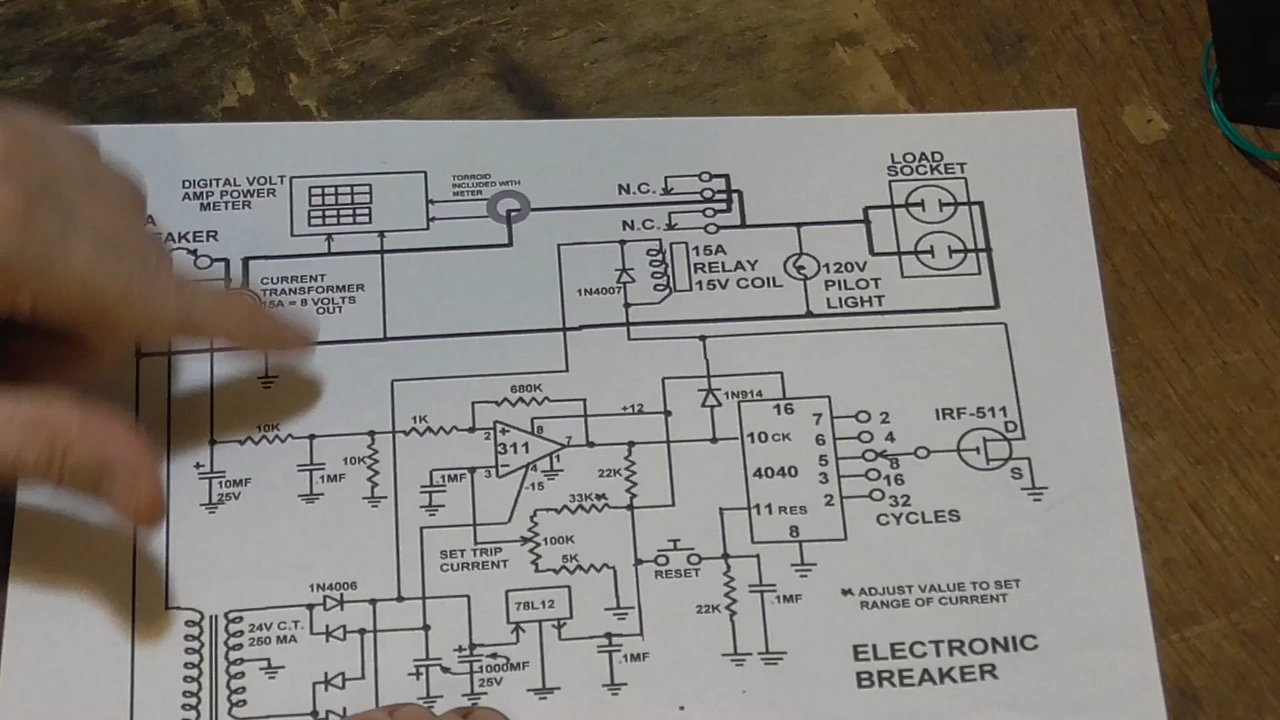 DIGITAL VOLT
AMP POWER
METER
TORROID
INCLUDED WITH
METER
N.C.
N.C.
LOAD
SOCKET
CURRENT
TRANSFORMER
15A = 8 VOLTS
OUT
1N4007
15A
RELAY
15V COIL
120V
PILOT
LIGHT
680K
1K
10K
10K
+
10MF
25V
.1MF
2
+
8
311
7
3
-
4
1
.1MF
-15
+12
22K
33K*
100K
5K
SET TRIP
CURRENT
1N914
16
10 CK
4040
11 RES
8
7
6
5
3
2
2
4
8
16
32
CYCLES
IRF-511
D
S
RESET
22K
.1MF
* ADJUST VALUE TO SET
RANGE OF CURRENT
1N4006
24V C.T.
250 MA
78L12
+
+
1000MF
25V
.1MF
ELECTRONIC
BREAKER